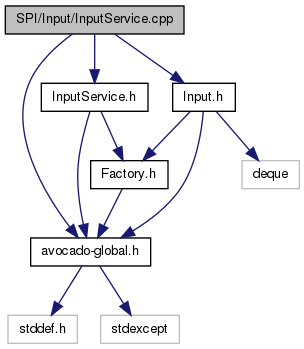 SPI/Input/InputService.cpp
InputService.h
Input.h
Factory.h
deque
avocado-global.h
stddef.h
stdexcept